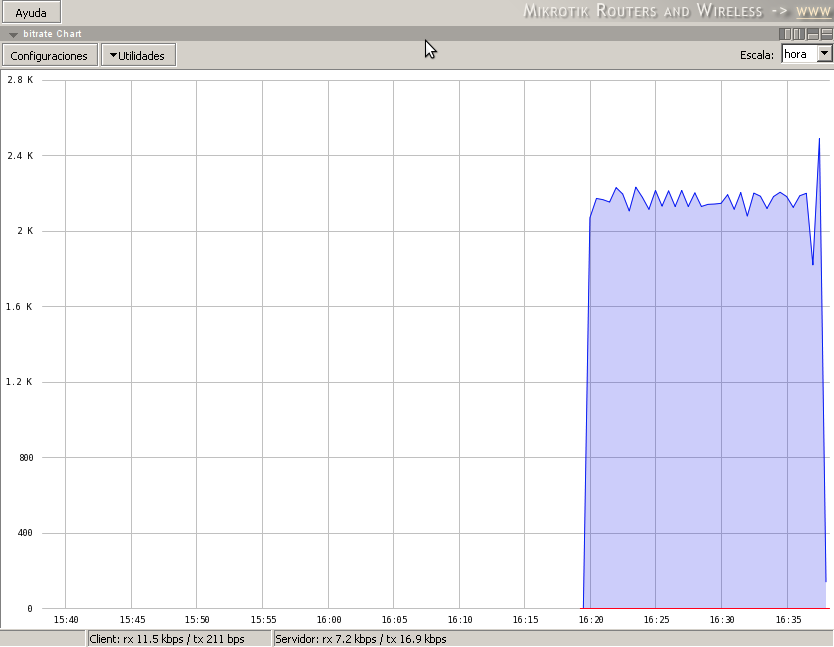 Ayuda
MIKROTIK ROUTERS AND WIRELESS -> WWW
bitrate Chart
Configuraciones
Utilidades
Escala: hora
2.8 K
2.4 K
2 K
1.6 K
1.2 K
800
400
0
15:40 15:45 15:50 15:55 16:00 16:05 16:10 16:15 16:20 16:25 16:30 16:35
Client: rx 11.5 kbps / tx 211 bps
Servidor: rx 7.2 kbps / tx 16.9 kbps